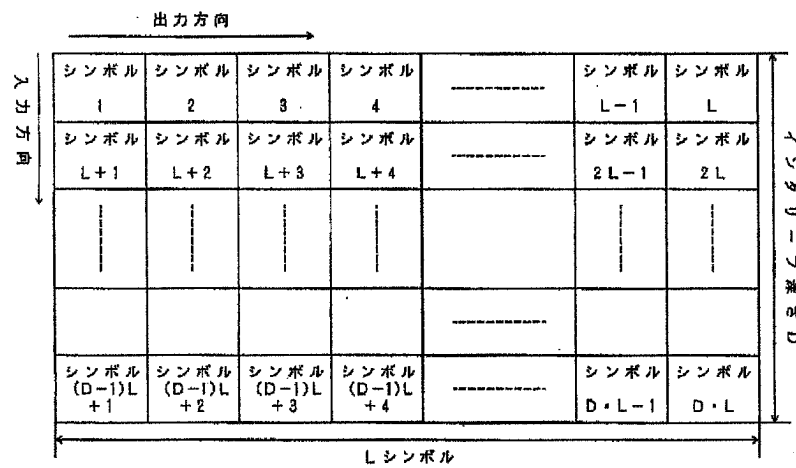 出力方向
入力方向
シンボル シンボル シンボル シンボル シンボル シンボル
1 2 3 4 L-1 L
シンボル シンボル シンボル シンボル シンボル シンボル
L+1 L+2 L+3 L+4 2L-1 2L
シンボル シンボル シンボル シンボル シンボル シンボル
(D-1)L (D-1)L (D-1)L (D-1)L
+1 +2 +3 +4 D・L-1 D・L
インタリーブ深さD
Lシンボル